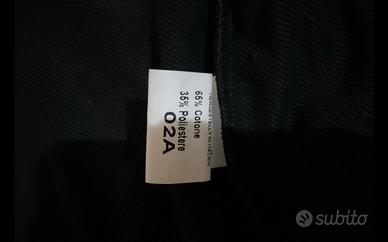 65% Cotone
35% Poliestere
02A
subito